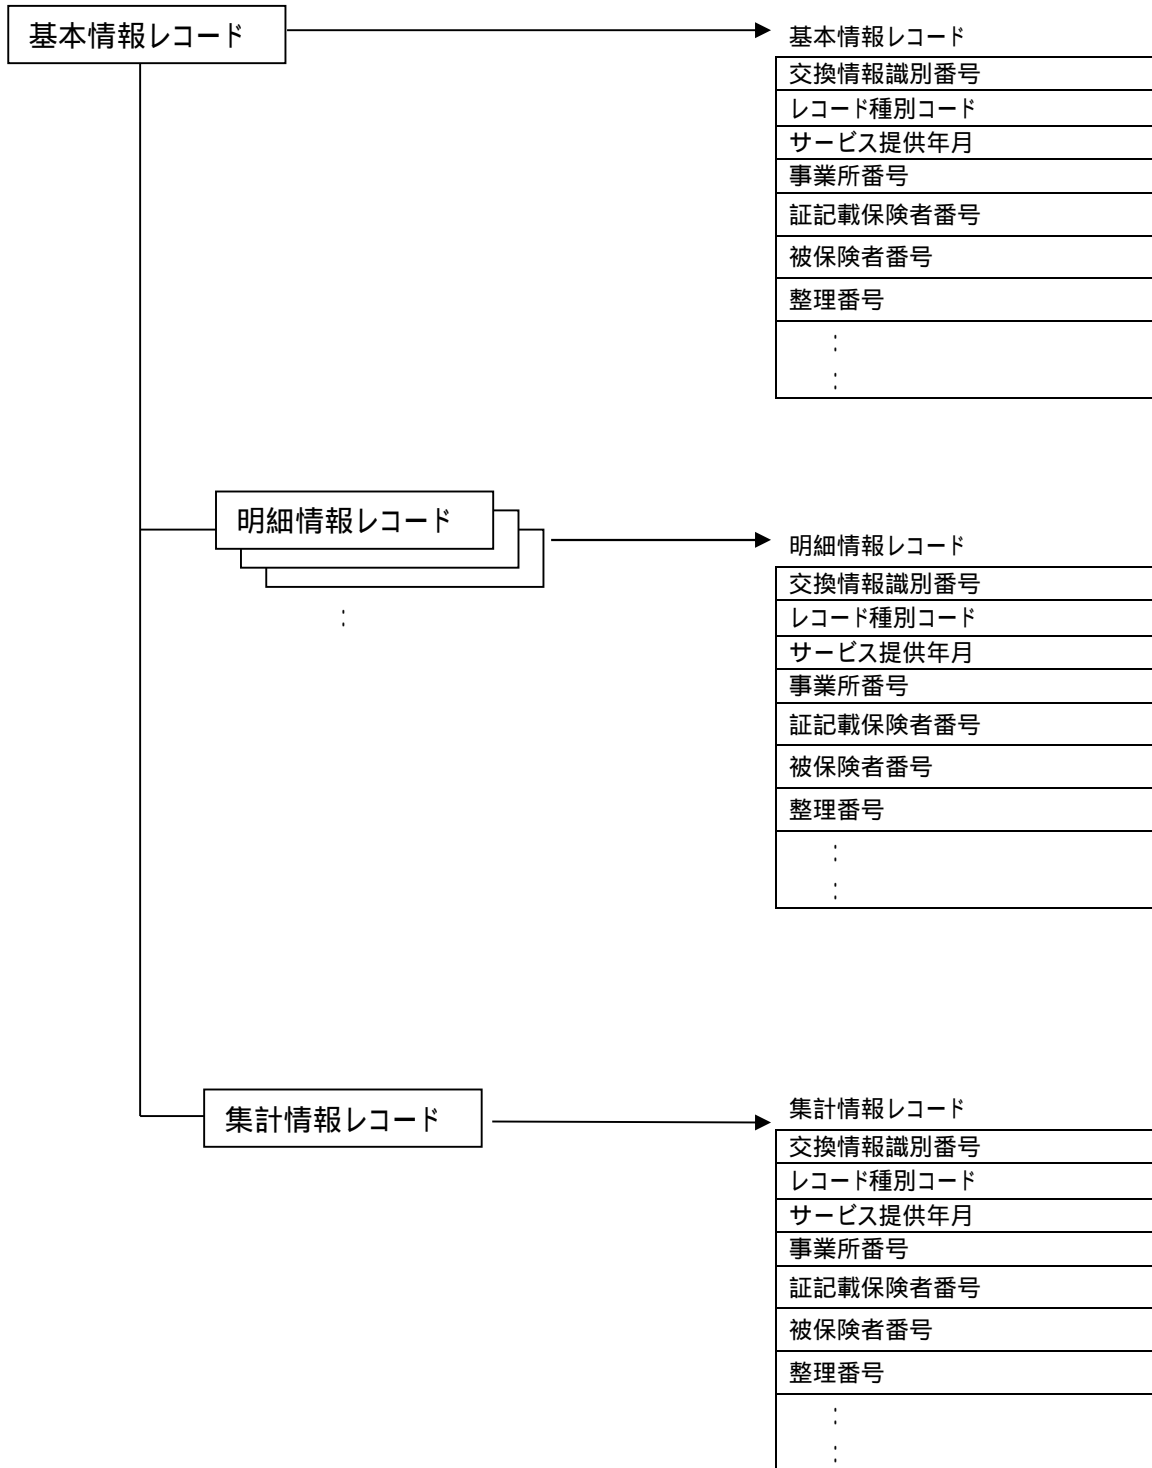 基本情報レコード
基本情報レコード
交換情報識別番号
レコード種別コード
サービス提供年月
事業所番号
証記載保険者番号
被保険者番号
整理番号
:
:
明細情報レコード
:
明細情報レコード
交換情報識別番号
レコード種別コード
サービス提供年月
事業所番号
証記載保険者番号
被保険者番号
整理番号
:
:
集計情報レコード
集計情報レコード
交換情報識別番号
レコード種別コード
サービス提供年月
事業所番号
証記載保険者番号
被保険者番号
整理番号
:
: